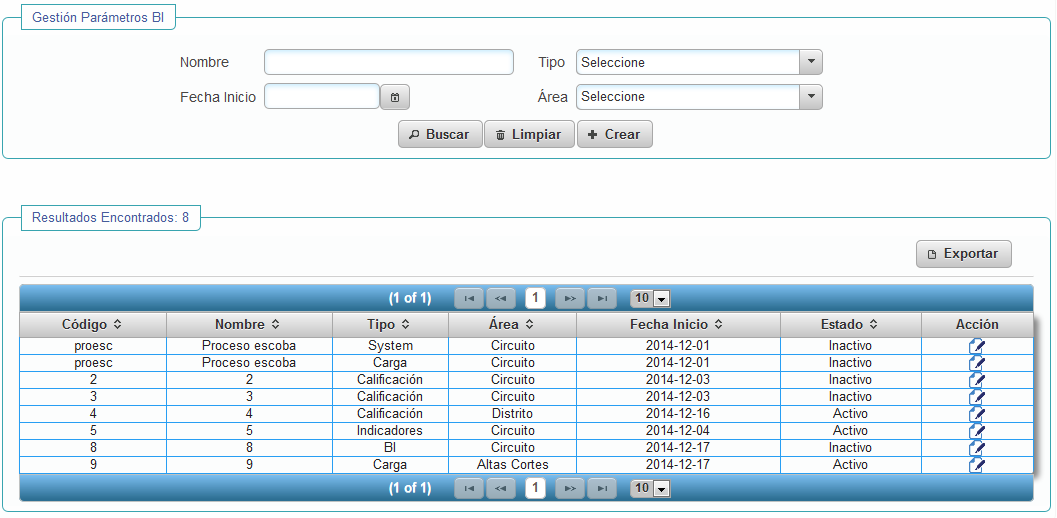 Gestión Parámetros BI
Nombre Tipo Seleccione
Fecha Inicio Área Seleccione
Buscar Limpiar Crear
Resultados Encontrados: 8
Exportar
(1 of 1) 1 10
Código Nombre Tipo Área Fecha Inicio Estado Acción
proesc Proceso escoba System Circuito 2014-12-01 Inactivo
proesc Proceso escoba Carga Circuito 2014-12-01 Inactivo
2 2 Calificación Circuito 2014-12-03 Inactivo
3 3 Calificación Circuito 2014-12-03 Inactivo
4 4 Calificación Distrito 2014-12-16 Activo
5 5 Indicadores Circuito 2014-12-04 Activo
8 8 BI Circuito 2014-12-17 Inactivo
9 9 Carga Altas Cortes 2014-12-17 Activo
(1 of 1) 1 10